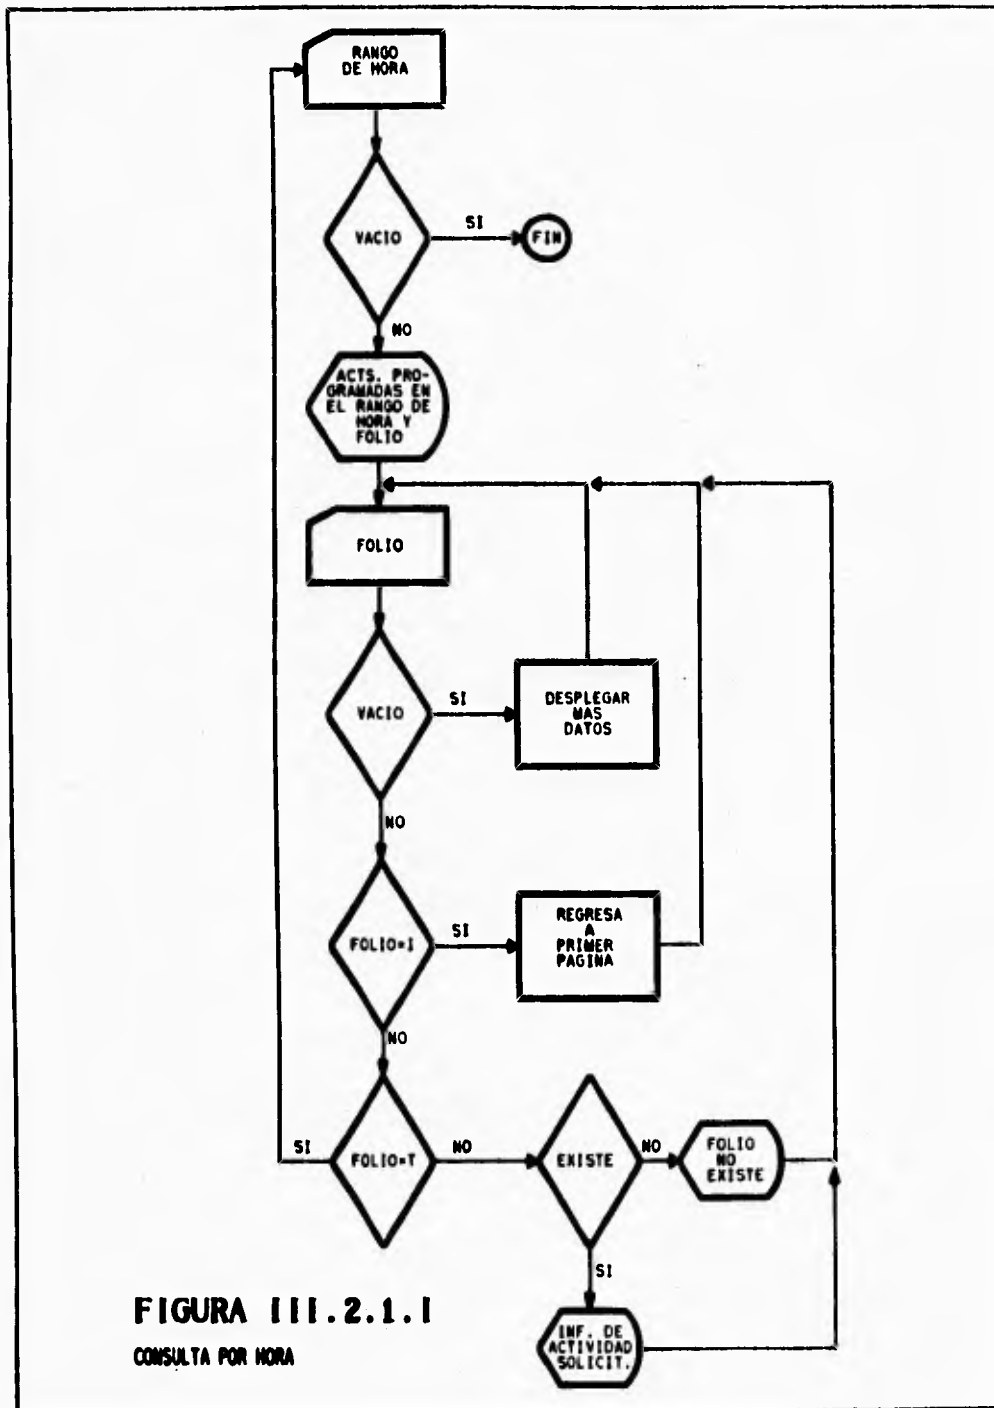 RANGO
DE HORA
VACIO
SI
FIN
NO
ACTS. PRO-
GRAMADAS EN
EL RANGO DE
HORA Y
FOLIO
FOLIO
VACIO
SI
DESPLEGAR
MAS
DATOS
NO
FOLIO=I
SI
REGRESA
A
PRIMER
PAGINA
NO
SI
FOLIO=T
NO
EXISTE
NO
FOLIO
NO
EXISTE
SI
INF. DE
ACTIVIDAD
SOLICIT.
FIGURA III.2.1.I
CONSULTA POR HORA